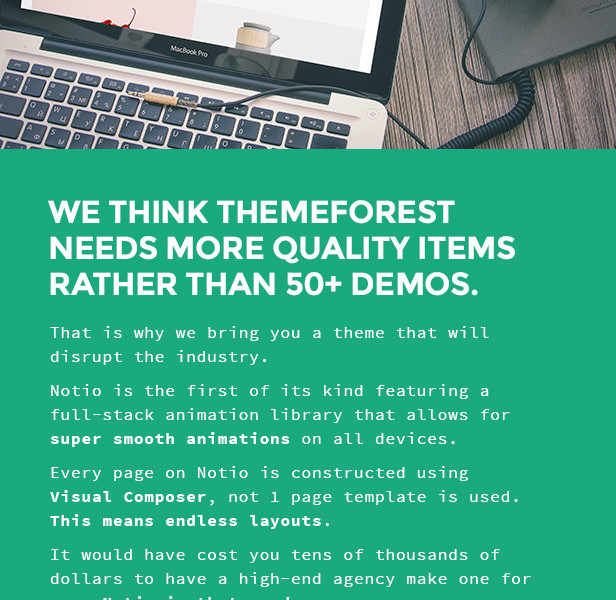 MacBook Pro
WE THINK THEMEFOREST
NEEDS MORE QUALITY ITEMS
RATHER THAN 50+ DEMOS.
That is why we bring you a theme that will
disrupt the industry.
Notio is the first of its kind featuring a
full-stack animation library that allows for
super smooth animations on all devices.
Every page on Notio is constructed using
Visual Composer, not 1 page template is used.
This means endless layouts.
It would have cost you tens of thousands of
dollars to have a high-end agency make one for